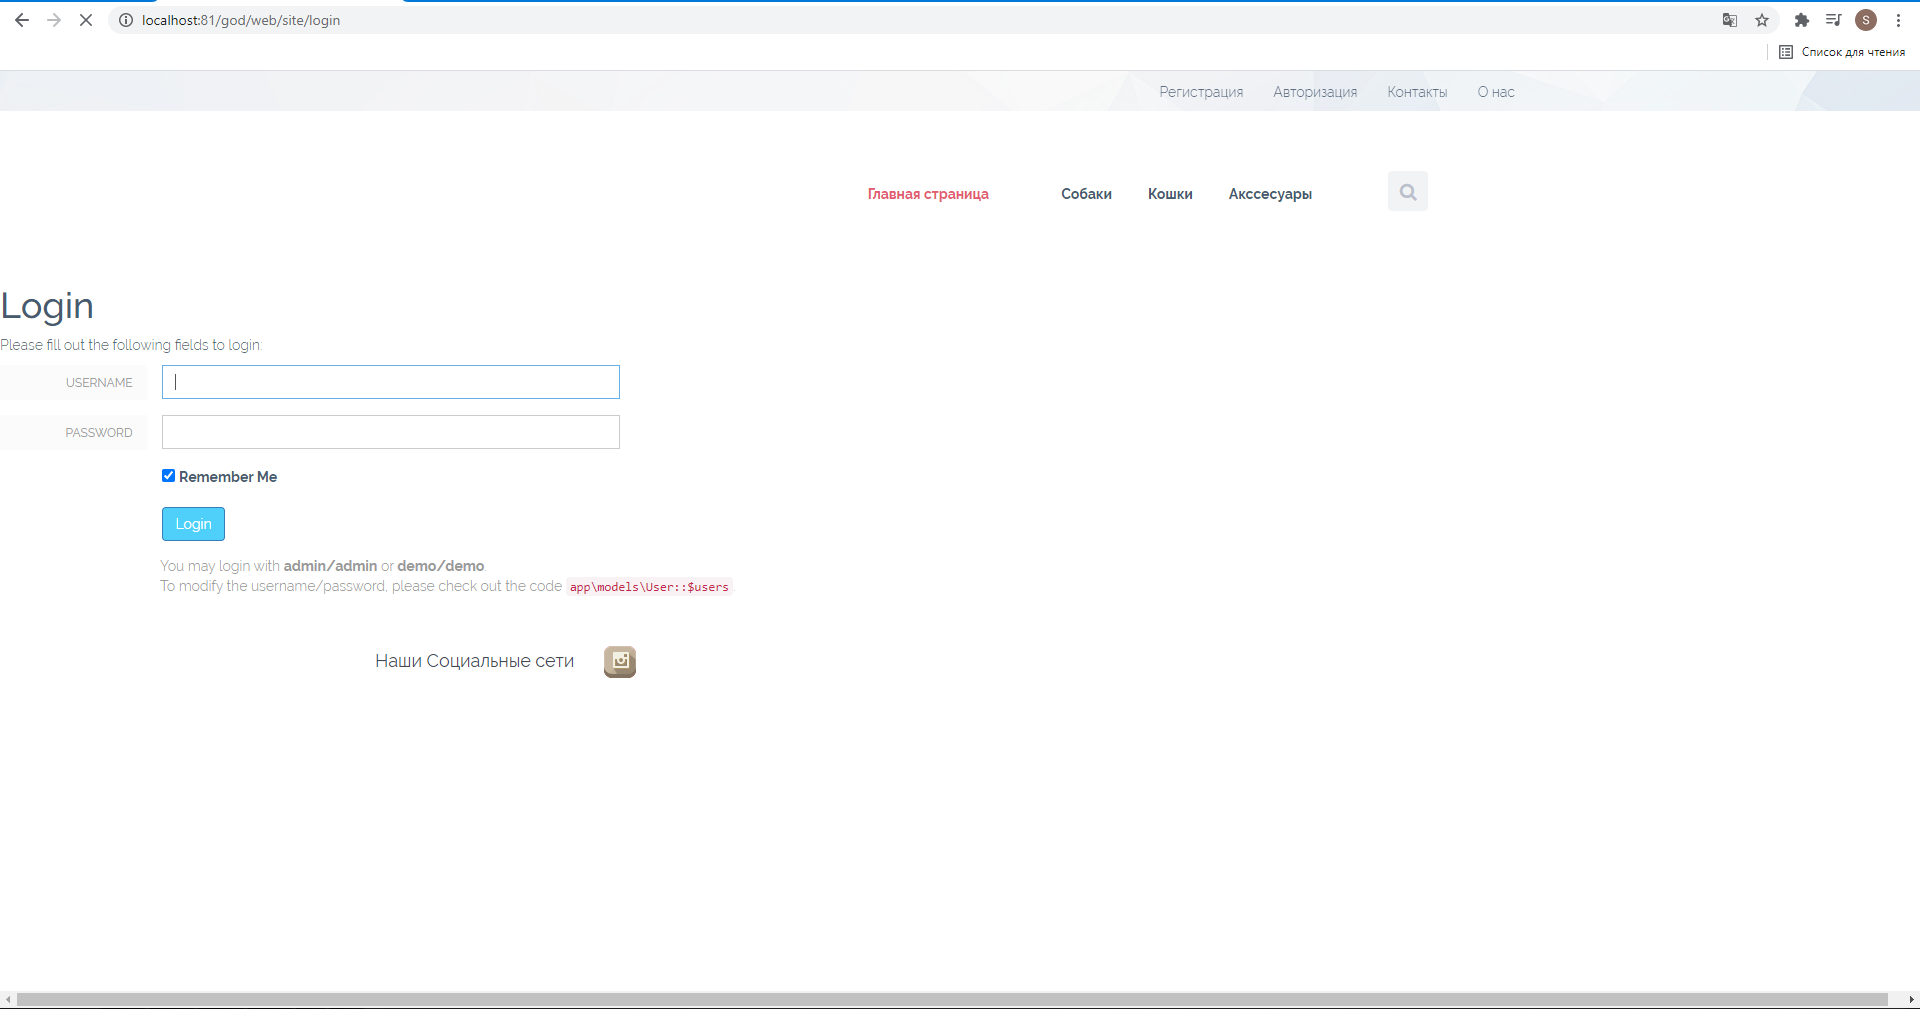 localhost:81/god/web/site/login
S
Список для чтения
Регистрация Авторизация Контакты О нас
Главная страница Собаки Кошки Акссесуары
Login
Please fill out the following fields to login:
USERNAME
PASSWORD
Remember Me
Login
You may login with admin/admin or demo/demo
To modify the username/password, please check out the code app\models\User::$users.
Наши Социальные сети